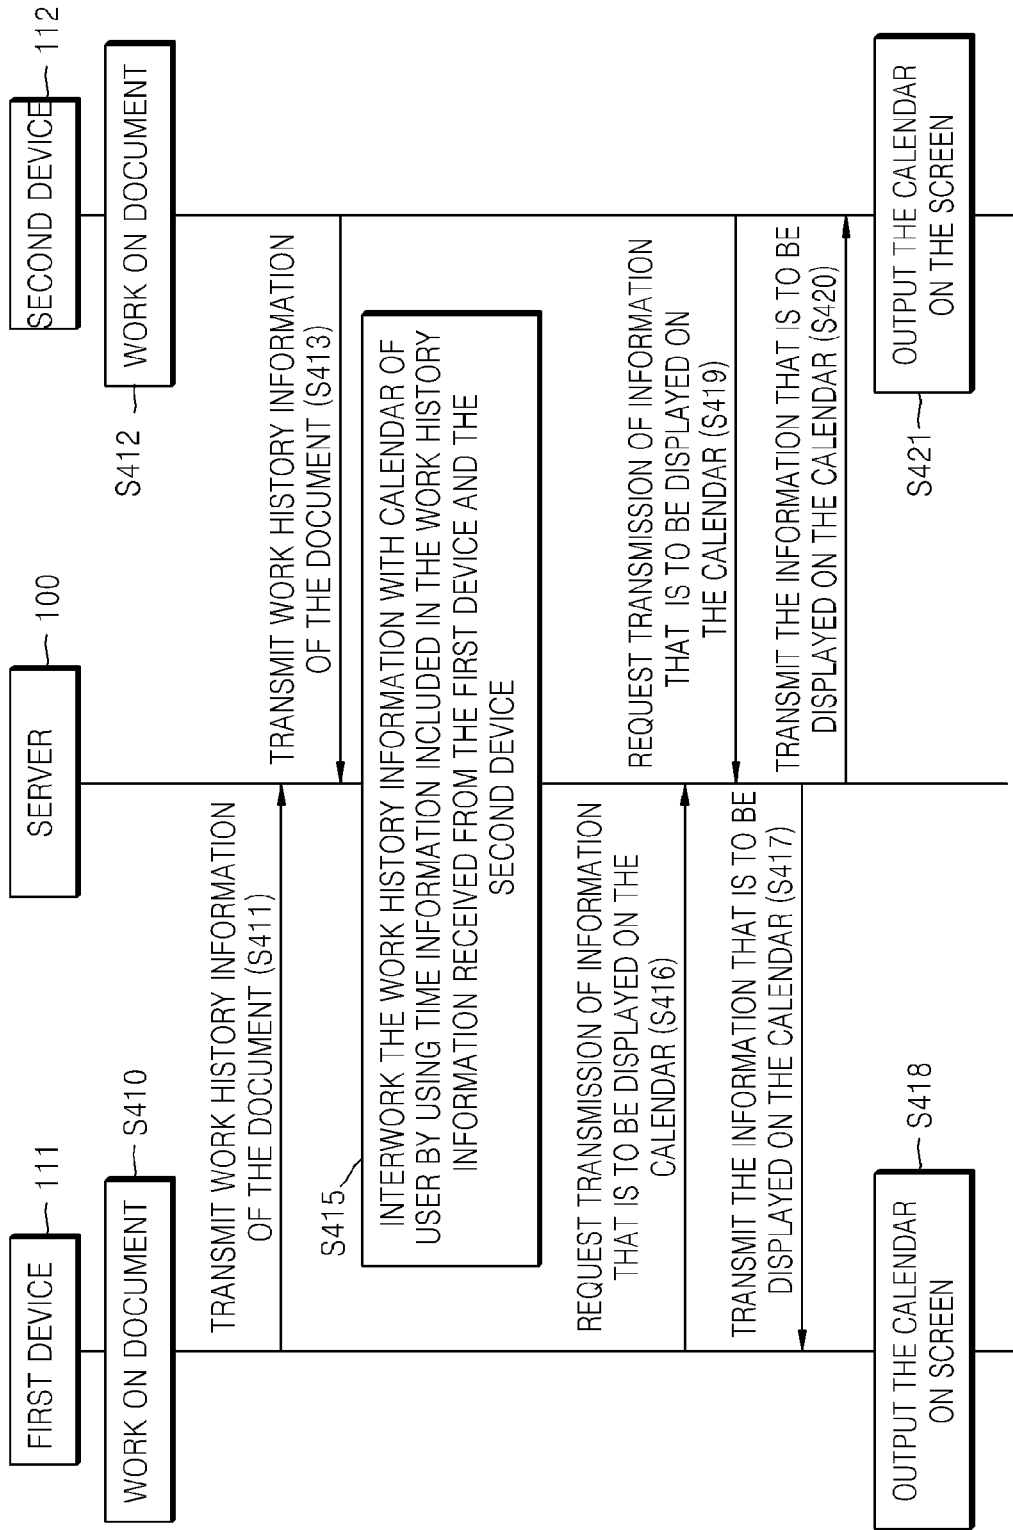 FIRST DEVICE
111
SERVER
100
SECOND DEVICE
112
WORK ON DOCUMENT
S410
S412
WORK ON DOCUMENT
TRANSMIT WORK HISTORY INFORMATION
OF THE DOCUMENT (S411)
TRANSMIT WORK HISTORY INFORMATION
OF THE DOCUMENT (S413)
S415
INTERWORK THE WORK HISTORY INFORMATION WITH CALENDAR OF
USER BY USING TIME INFORMATION INCLUDED IN THE WORK HISTORY
INFORMATION RECEIVED FROM THE FIRST DEVICE AND THE
SECOND DEVICE
REQUEST TRANSMISSION OF INFORMATION
THAT IS TO BE DISPLAYED ON THE
CALENDAR (S416)
REQUEST TRANSMISSION OF INFORMATION
THAT IS TO BE DISPLAYED ON
THE CALENDAR (S419)
TRANSMIT THE INFORMATION THAT IS TO BE
DISPLAYED ON THE CALENDAR (S417)
TRANSMIT THE INFORMATION THAT IS TO BE
DISPLAYED ON THE CALENDAR (S420)
OUTPUT THE CALENDAR
ON SCREEN
S418
S421
OUTPUT THE CALENDAR
ON THE SCREEN